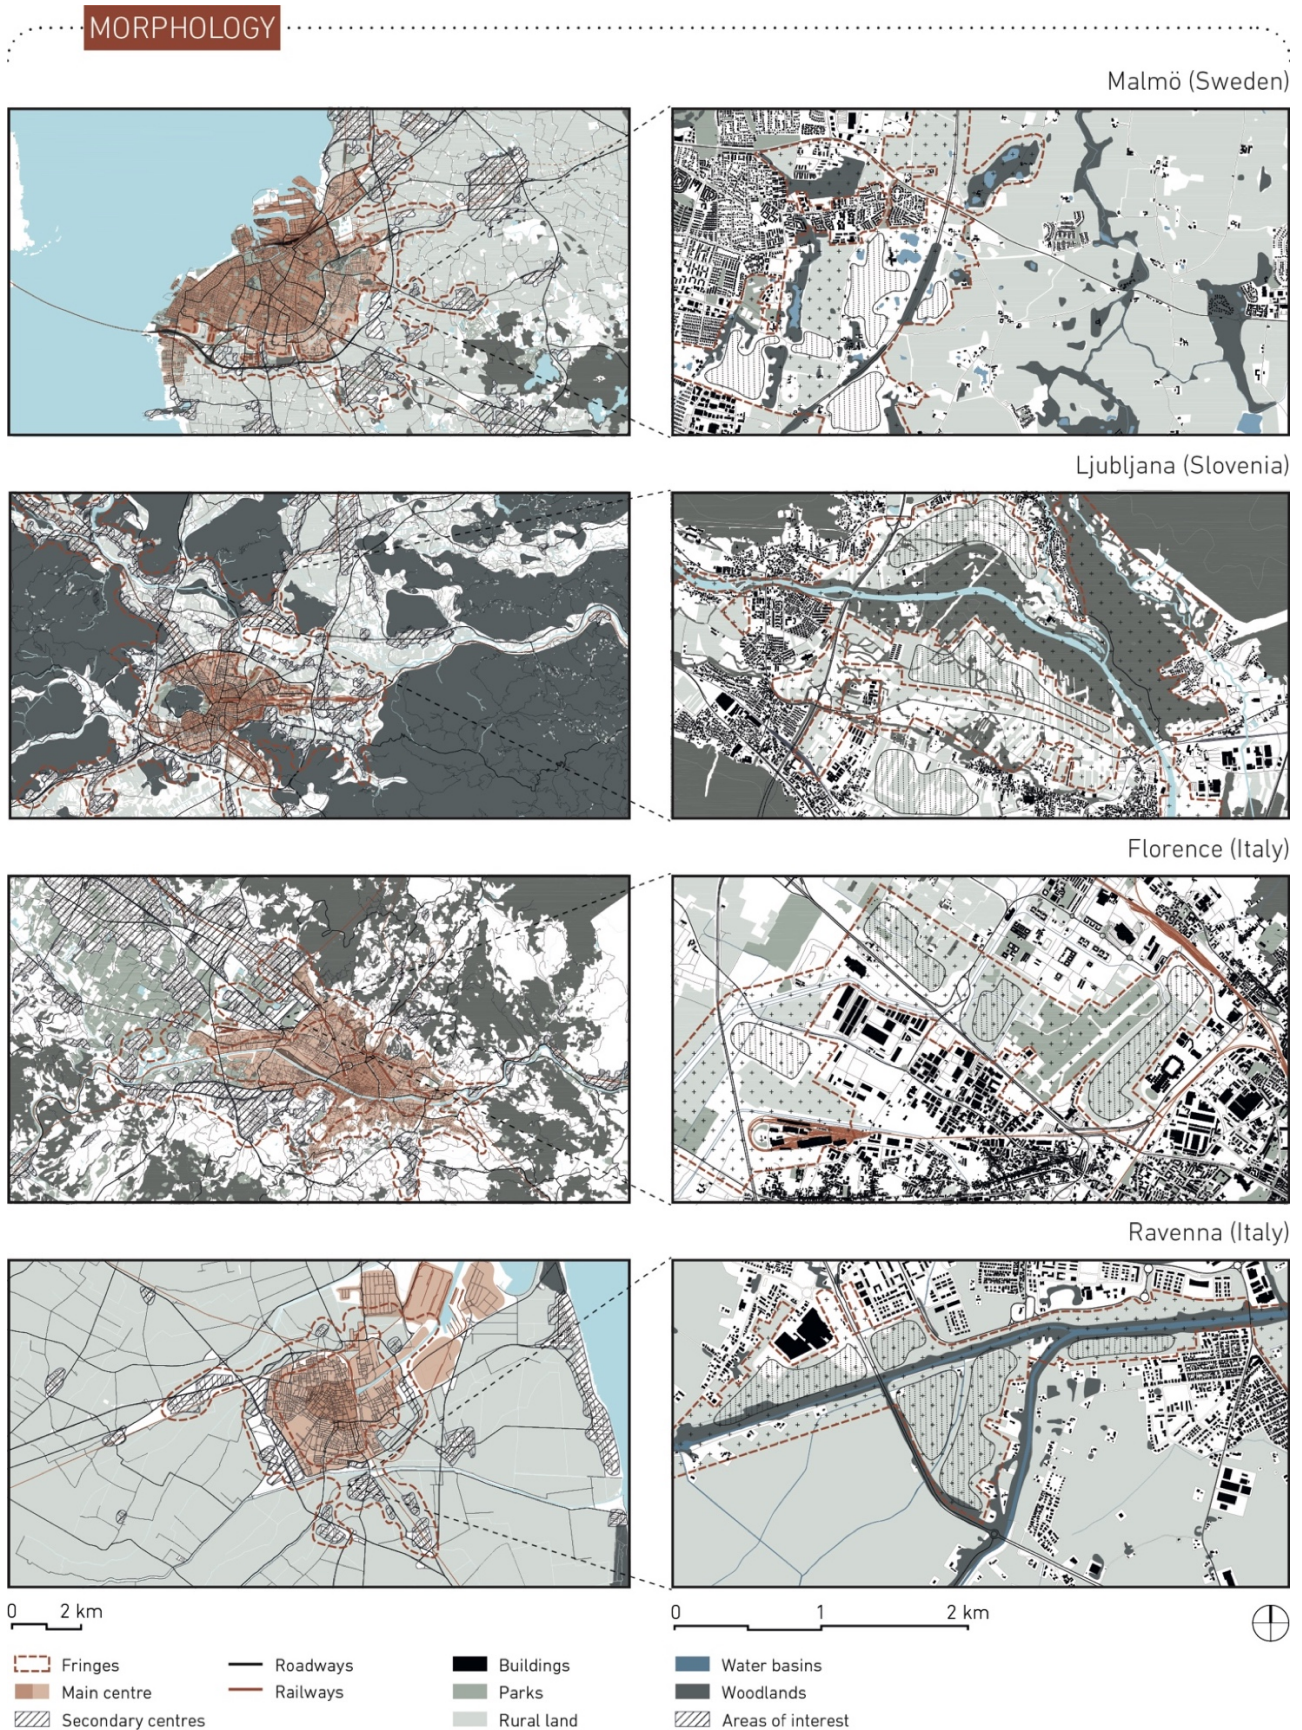 MORPHOLOGY
Malmö (Sweden)
Ljubljana (Slovenia)
Florence (Italy)
Ravenna (Italy)
0 2 km
0 1 2 km
Fringes
Main centre
Secondary centres
Roadways
Railways
Buildings
Parks
Rural land
Water basins
Woodlands
Areas of interest